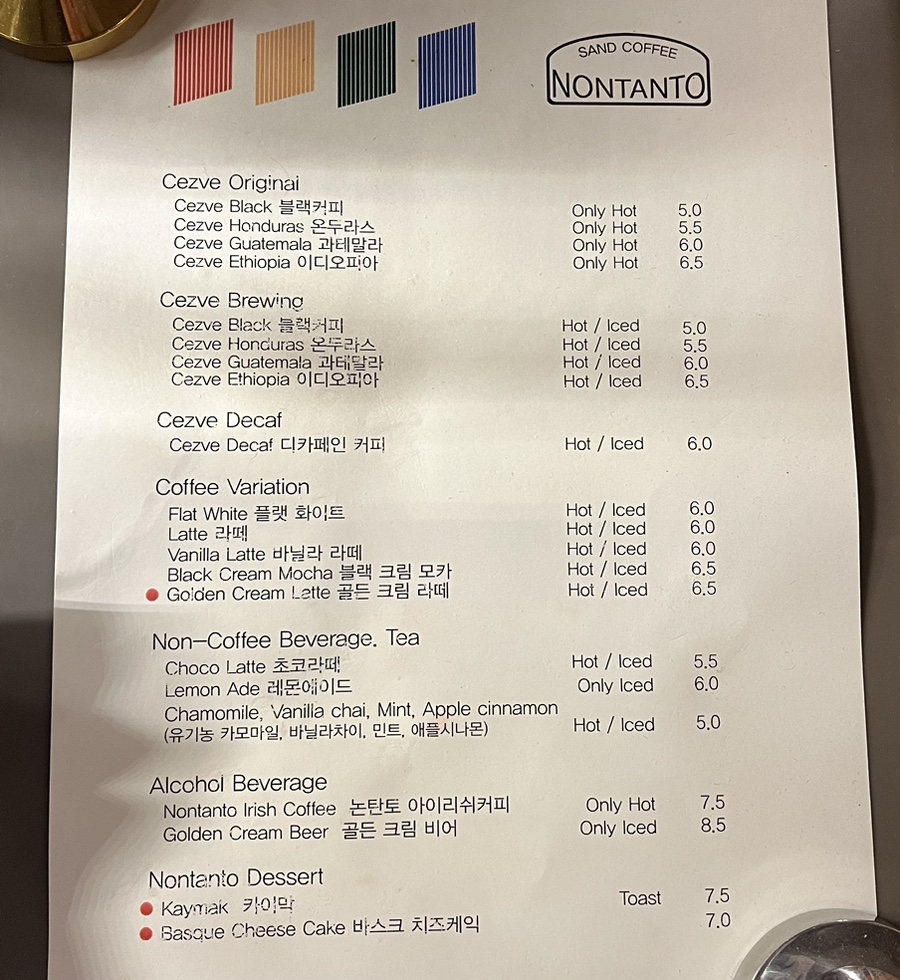 SAND COFFEE
NONTANTO
Cezve Original
Cezve Black 블랙커피 Only Hot 5.0
Cezve Honduras 온두라스 Only Hot 5.5
Cezve Guatemala 과테말라 Only Hot 6.0
Cezve Ethiopia 이디오피아 Only Hot 6.5
Cezve Brewing
Cezve Black 블랙커피 Hot / Iced 5.0
Cezve Honduras 온두라스 Hot / Iced 5.5
Cezve Guatemala 과테말라 Hot / Iced 6.0
Cezve Ethiopia 이디오피아 Hot / Iced 6.5
Cezve Decaf
Cezve Decaf 디카페인 커피 Hot / Iced 6.0
Coffee Variation
Flat White 플랫 화이트 Hot / Iced 6.0
Latte 라떼 Hot / Iced 6.0
Vanilla Latte 바닐라 라떼 Hot / Iced 6.0
Black Cream Mocha 블랙 크림 모카 Hot / Iced 6.5
Golden Cream Latte 골든 크림 라떼 Hot / Iced 6.5
Non-Coffee Beverage. Tea
Choco Latte 초코라떼 Hot / Iced 5.5
Lemon Ade 레몬에이드 Only Iced 6.0
Chamomile, Vanilla chai, Mint, Apple cinnamon
(유기농 카모마일, 바닐라차이, 민트, 애플시나몬) Hot / Iced 5.0
Alcohol Beverage
Nontanto Irish Coffee 논탄토 아이리쉬커피 Only Hot 7.5
Golden Cream Beer 골든 크림 비어 Only Iced 8.5
Nontanto Dessert
Kaymak 카이막 Toast 7.5
Basque Cheese Cake 바스크 치즈케익 7.0